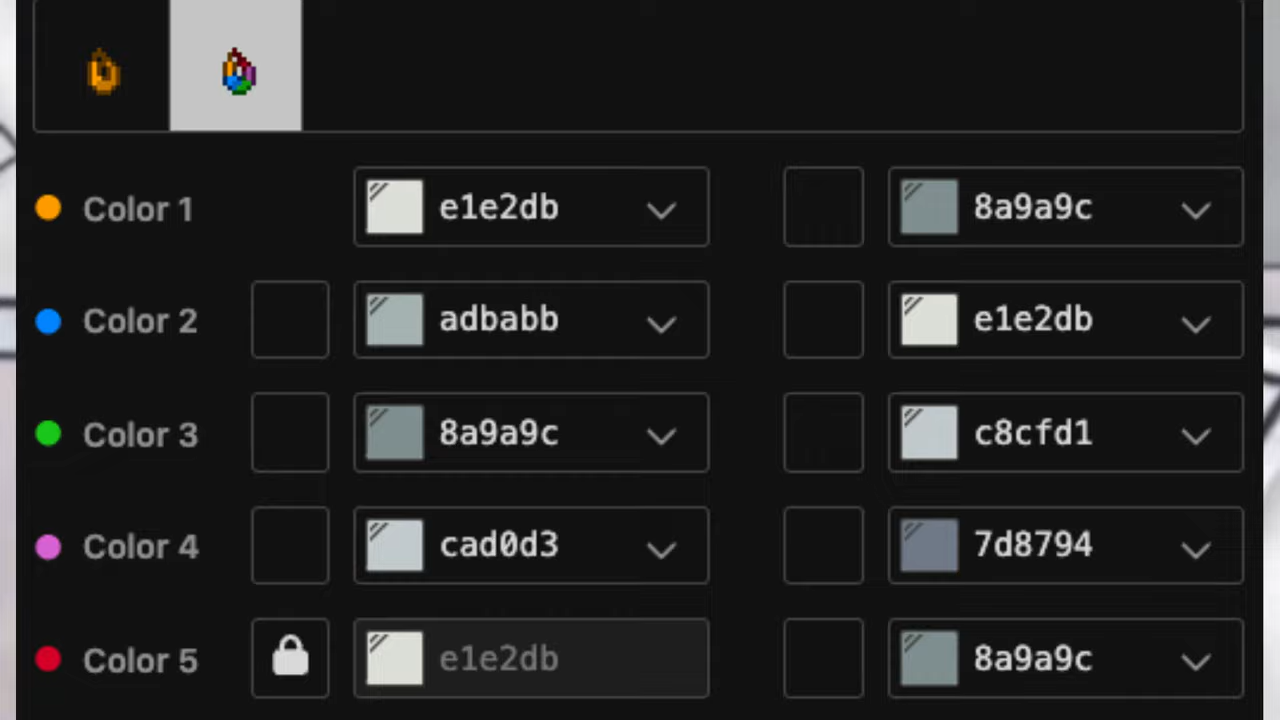 Color 1 e1e2db 8a9a9c
Color 2 adbabb e1e2db
Color 3 8a9a9c c8cfd1
Color 4 cad0d3 7d8794
Color 5 e1e2db 8a9a9c